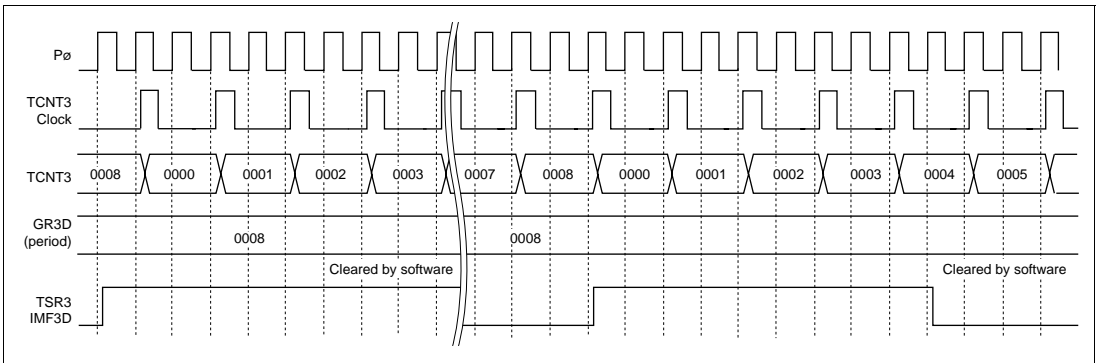 Pø
TCNT3
Clock
TCNT3
0008 0000 0001 0002 0003 0007 0008 0000 0001 0002 0003 0004 0005
GR3D
(period)
0008 0008
Cleared by software Cleared by software
TSR3
IMF3D